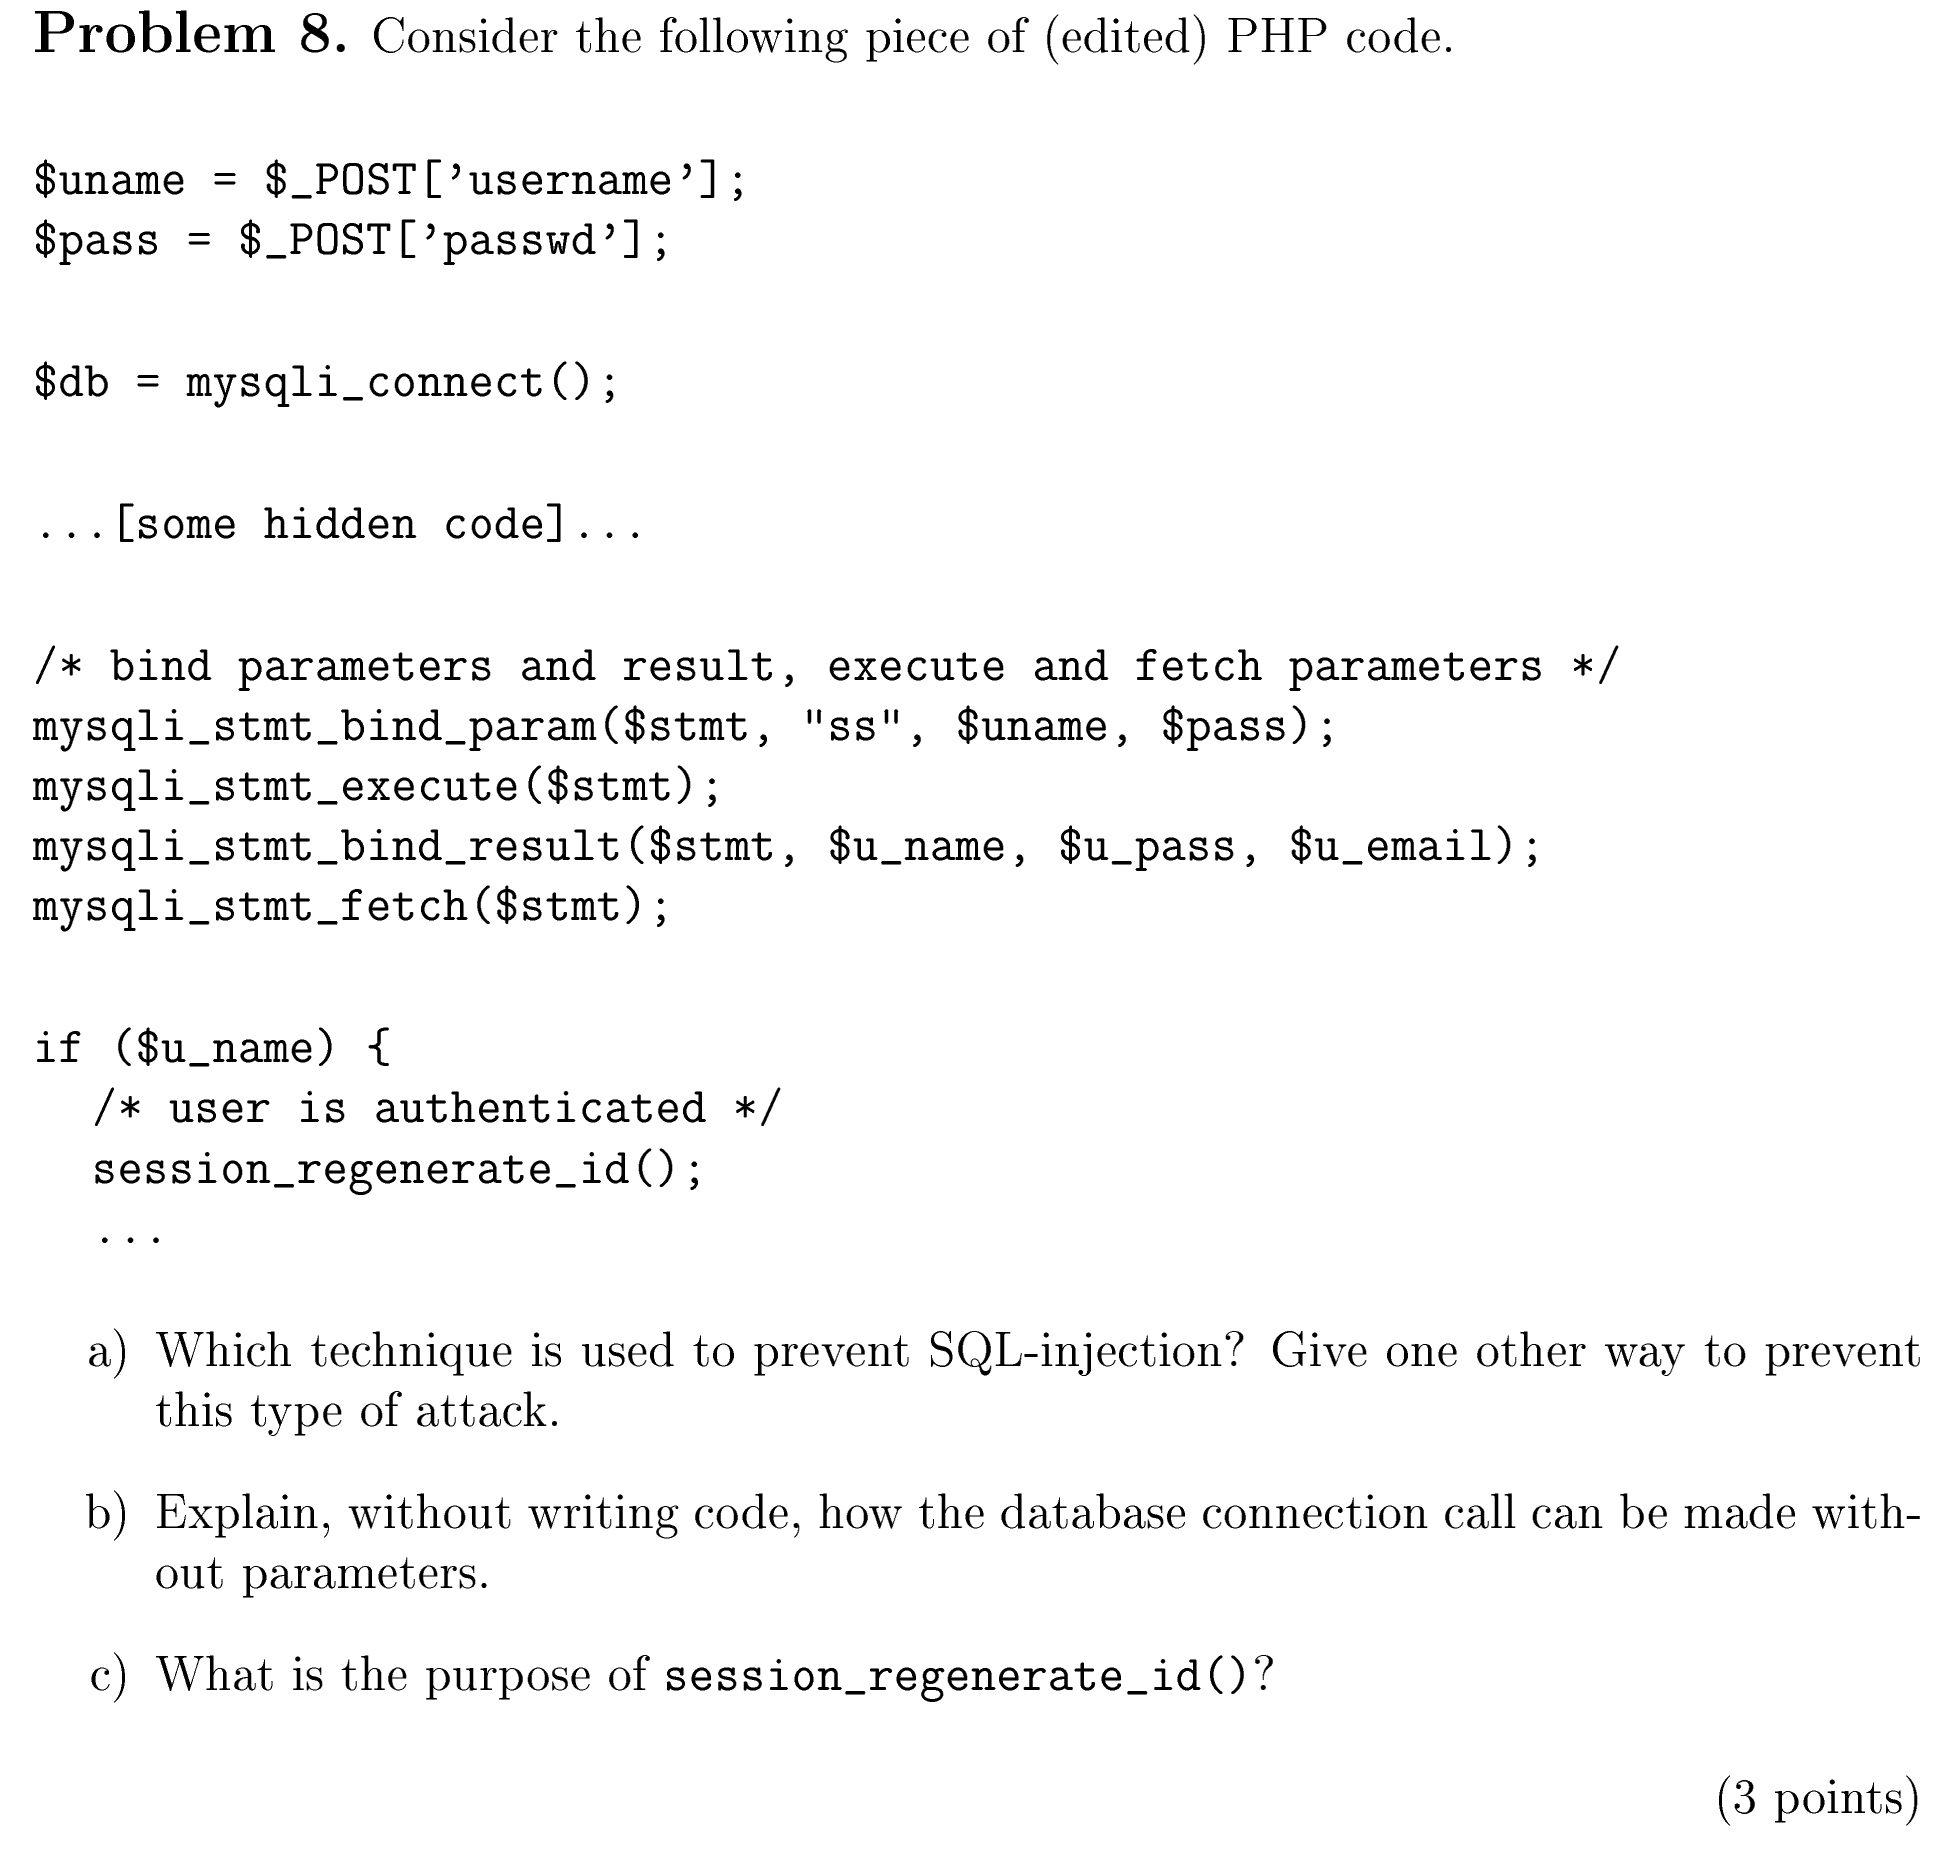 Problem 8. Consider the following piece of (edited) PHP code.
$uname = $_POST['username'];
$pass = $_POST['passwd'];
$db = mysqli_connect();
...[some hidden code]...
/* bind parameters and result, execute and fetch parameters */
mysqli_stmt_bind_param($stmt, "ss", $uname, $pass);
mysqli_stmt_execute($stmt);
mysqli_stmt_bind_result($stmt, $u_name, $u_pass, $u_email);
mysqli_stmt_fetch($stmt);
if ($u_name) {
/* user is authenticated */
session_regenerate_id();
...
a) Which technique is used to prevent SQL-injection? Give one other way to prevent
this type of attack.
b) Explain, without writing code, how the database connection call can be made with-
out parameters.
c) What is the purpose of session_regenerate_id()?
(3 points)